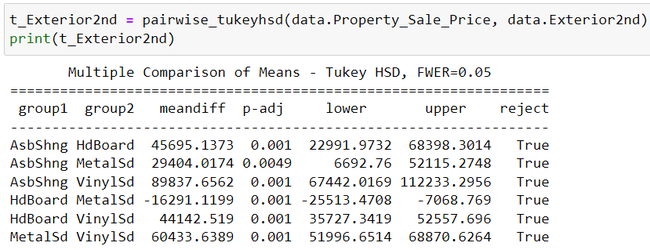 t_Exterior2nd = pairwise_tukeyhsd(data.Property_Sale_Price, data.Exterior2nd)
print(t_Exterior2nd)
Multiple Comparison of Means - Tukey HSD, FWER=0.05
================================================================
group1 group2 meandiff p-adj lower upper reject
----------------------------------------------------------------
AsbShng HdBoard 45695.1373 0.001 22991.9732 68398.3014 True
AsbShng MetalSd 29404.0174 0.0049 6692.76 52115.2748 True
AsbShng VinylSd 89837.6562 0.001 67442.0169 112233.2956 True
HdBoard MetalSd -16291.1199 0.001 -25513.4708 -7068.769 True
HdBoard VinylSd 44142.519 0.001 35727.3419 52557.696 True
MetalSd VinylSd 60433.6389 0.001 51996.6514 68870.6264 True